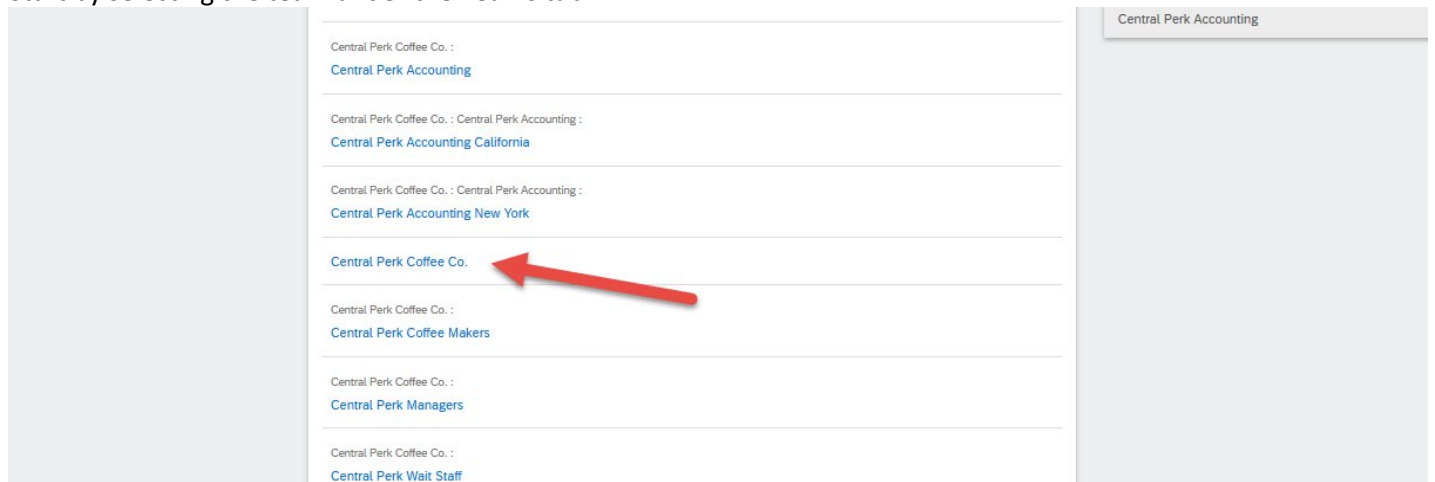 Central Perk Accounting
Central Perk Coffee Co. :
Central Perk Accounting
Central Perk Coffee Co. : Central Perk Accounting :
Central Perk Accounting California
Central Perk Coffee Co. : Central Perk Accounting :
Central Perk Accounting New York
Central Perk Coffee Co.
Central Perk Coffee Co. :
Central Perk Coffee Makers
Central Perk Coffee Co. :
Central Perk Managers
Central Perk Coffee Co. :
Central Perk Wait Staff